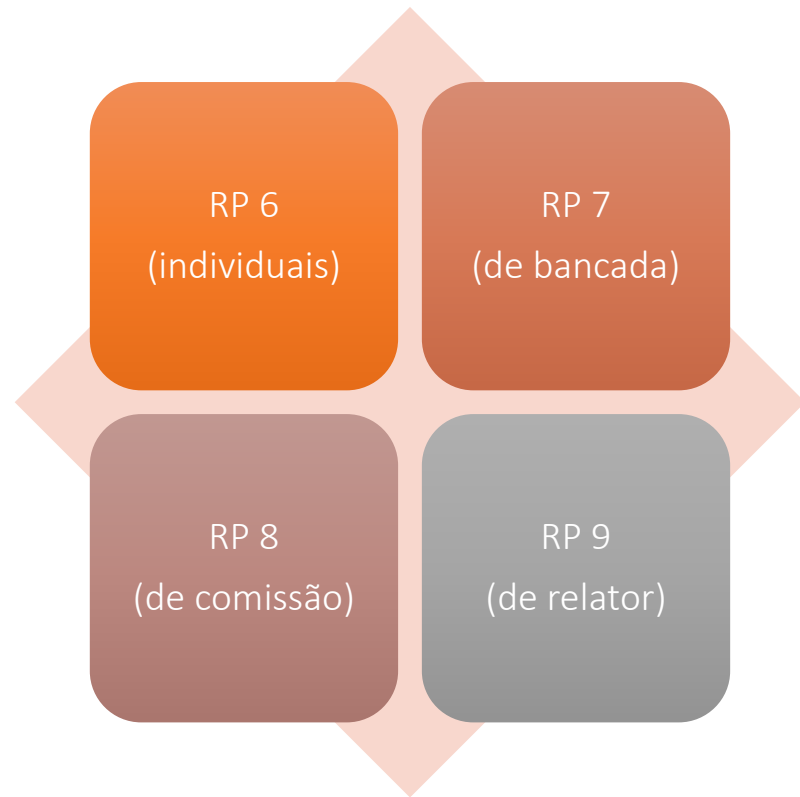 RP 6
(individuais)
RP 7
(de bancada)
RP 8
(de comissão)
RP 9
(de relator)